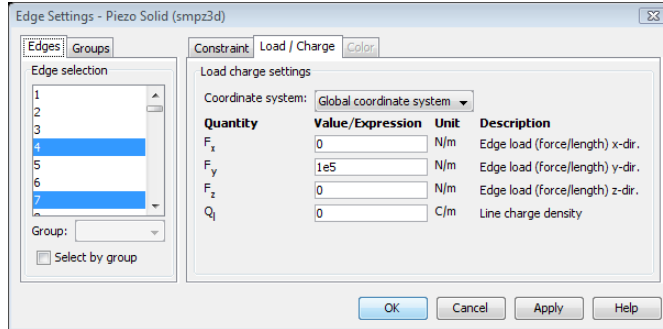 Edge Settings - Piezo Solid (smpz3d)
Edges Groups
Constraint Load / Charge Color
Edge selection
1
2
3
4
5
6
7
Group:
Select by group
Load charge settings
Coordinate system: Global coordinate system
Quantity Value/Expression Unit Description
Fx 0 N/m Edge load (force/length) x-dir.
Fy 1e5 N/m Edge load (force/length) y-dir.
Fz 0 N/m Edge load (force/length) z-dir.
Ql 0 C/m Line charge density
OK Cancel Apply Help